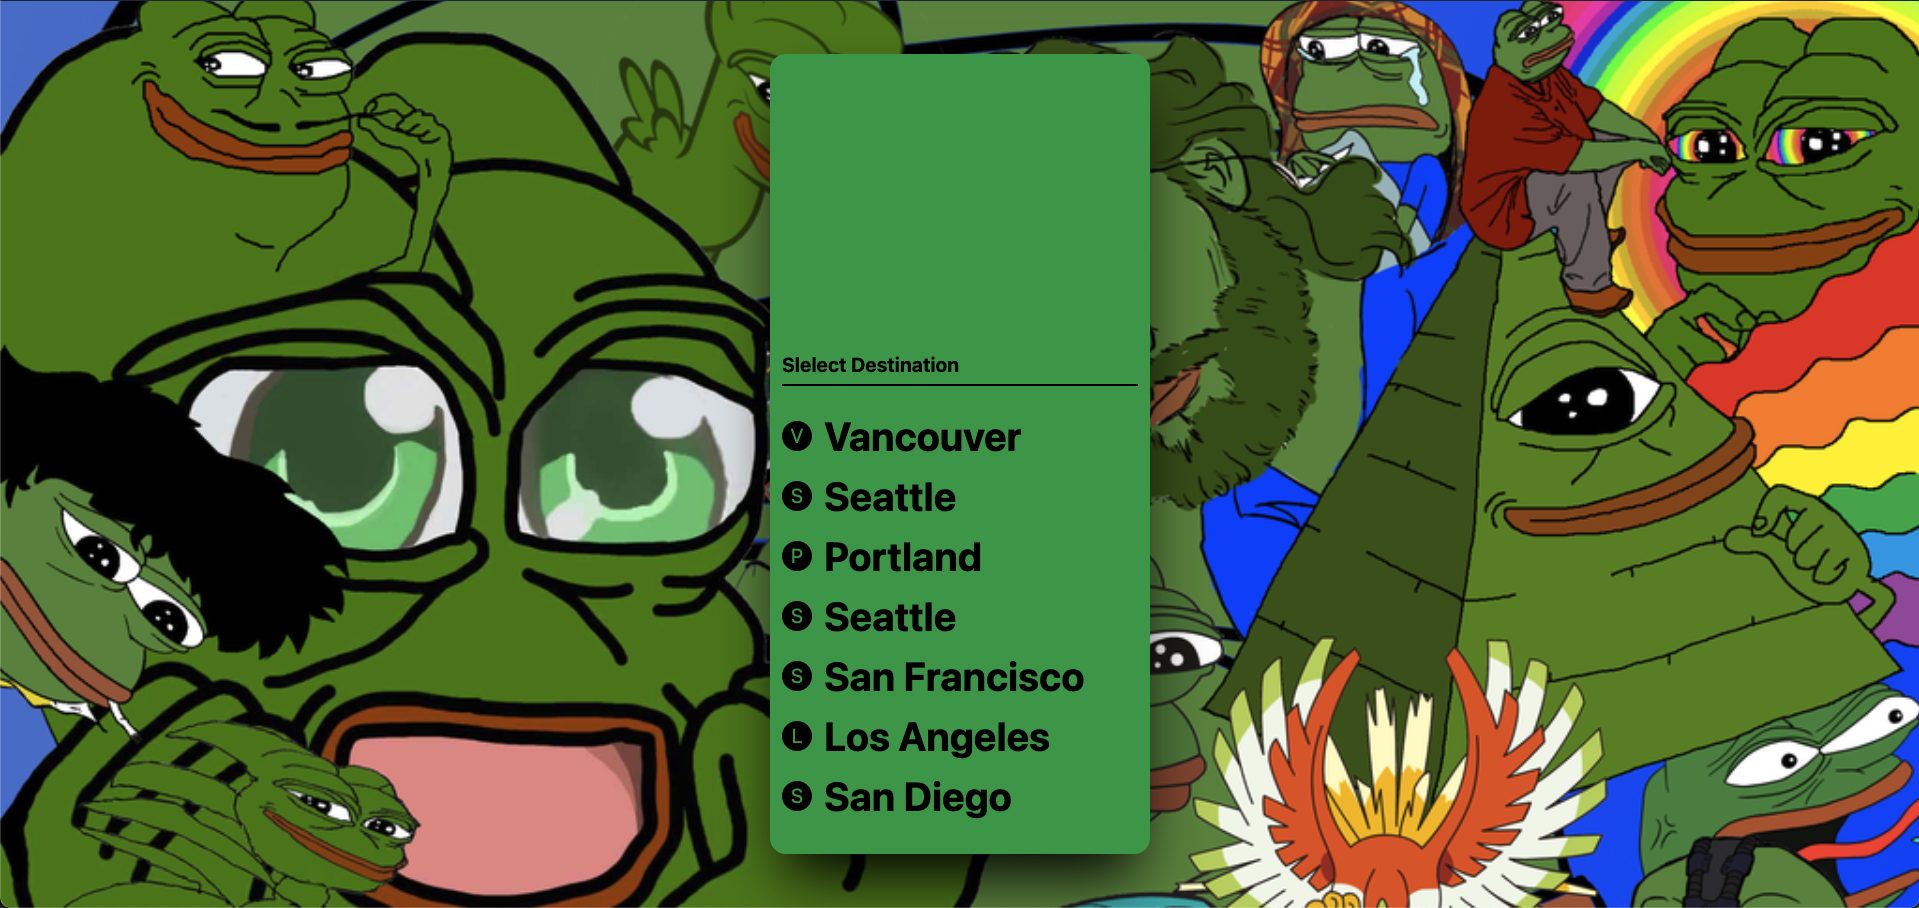 Slelect Destination
V Vancouver
S Seattle
P Portland
S Seattle
S San Francisco
L Los Angeles
S San Diego